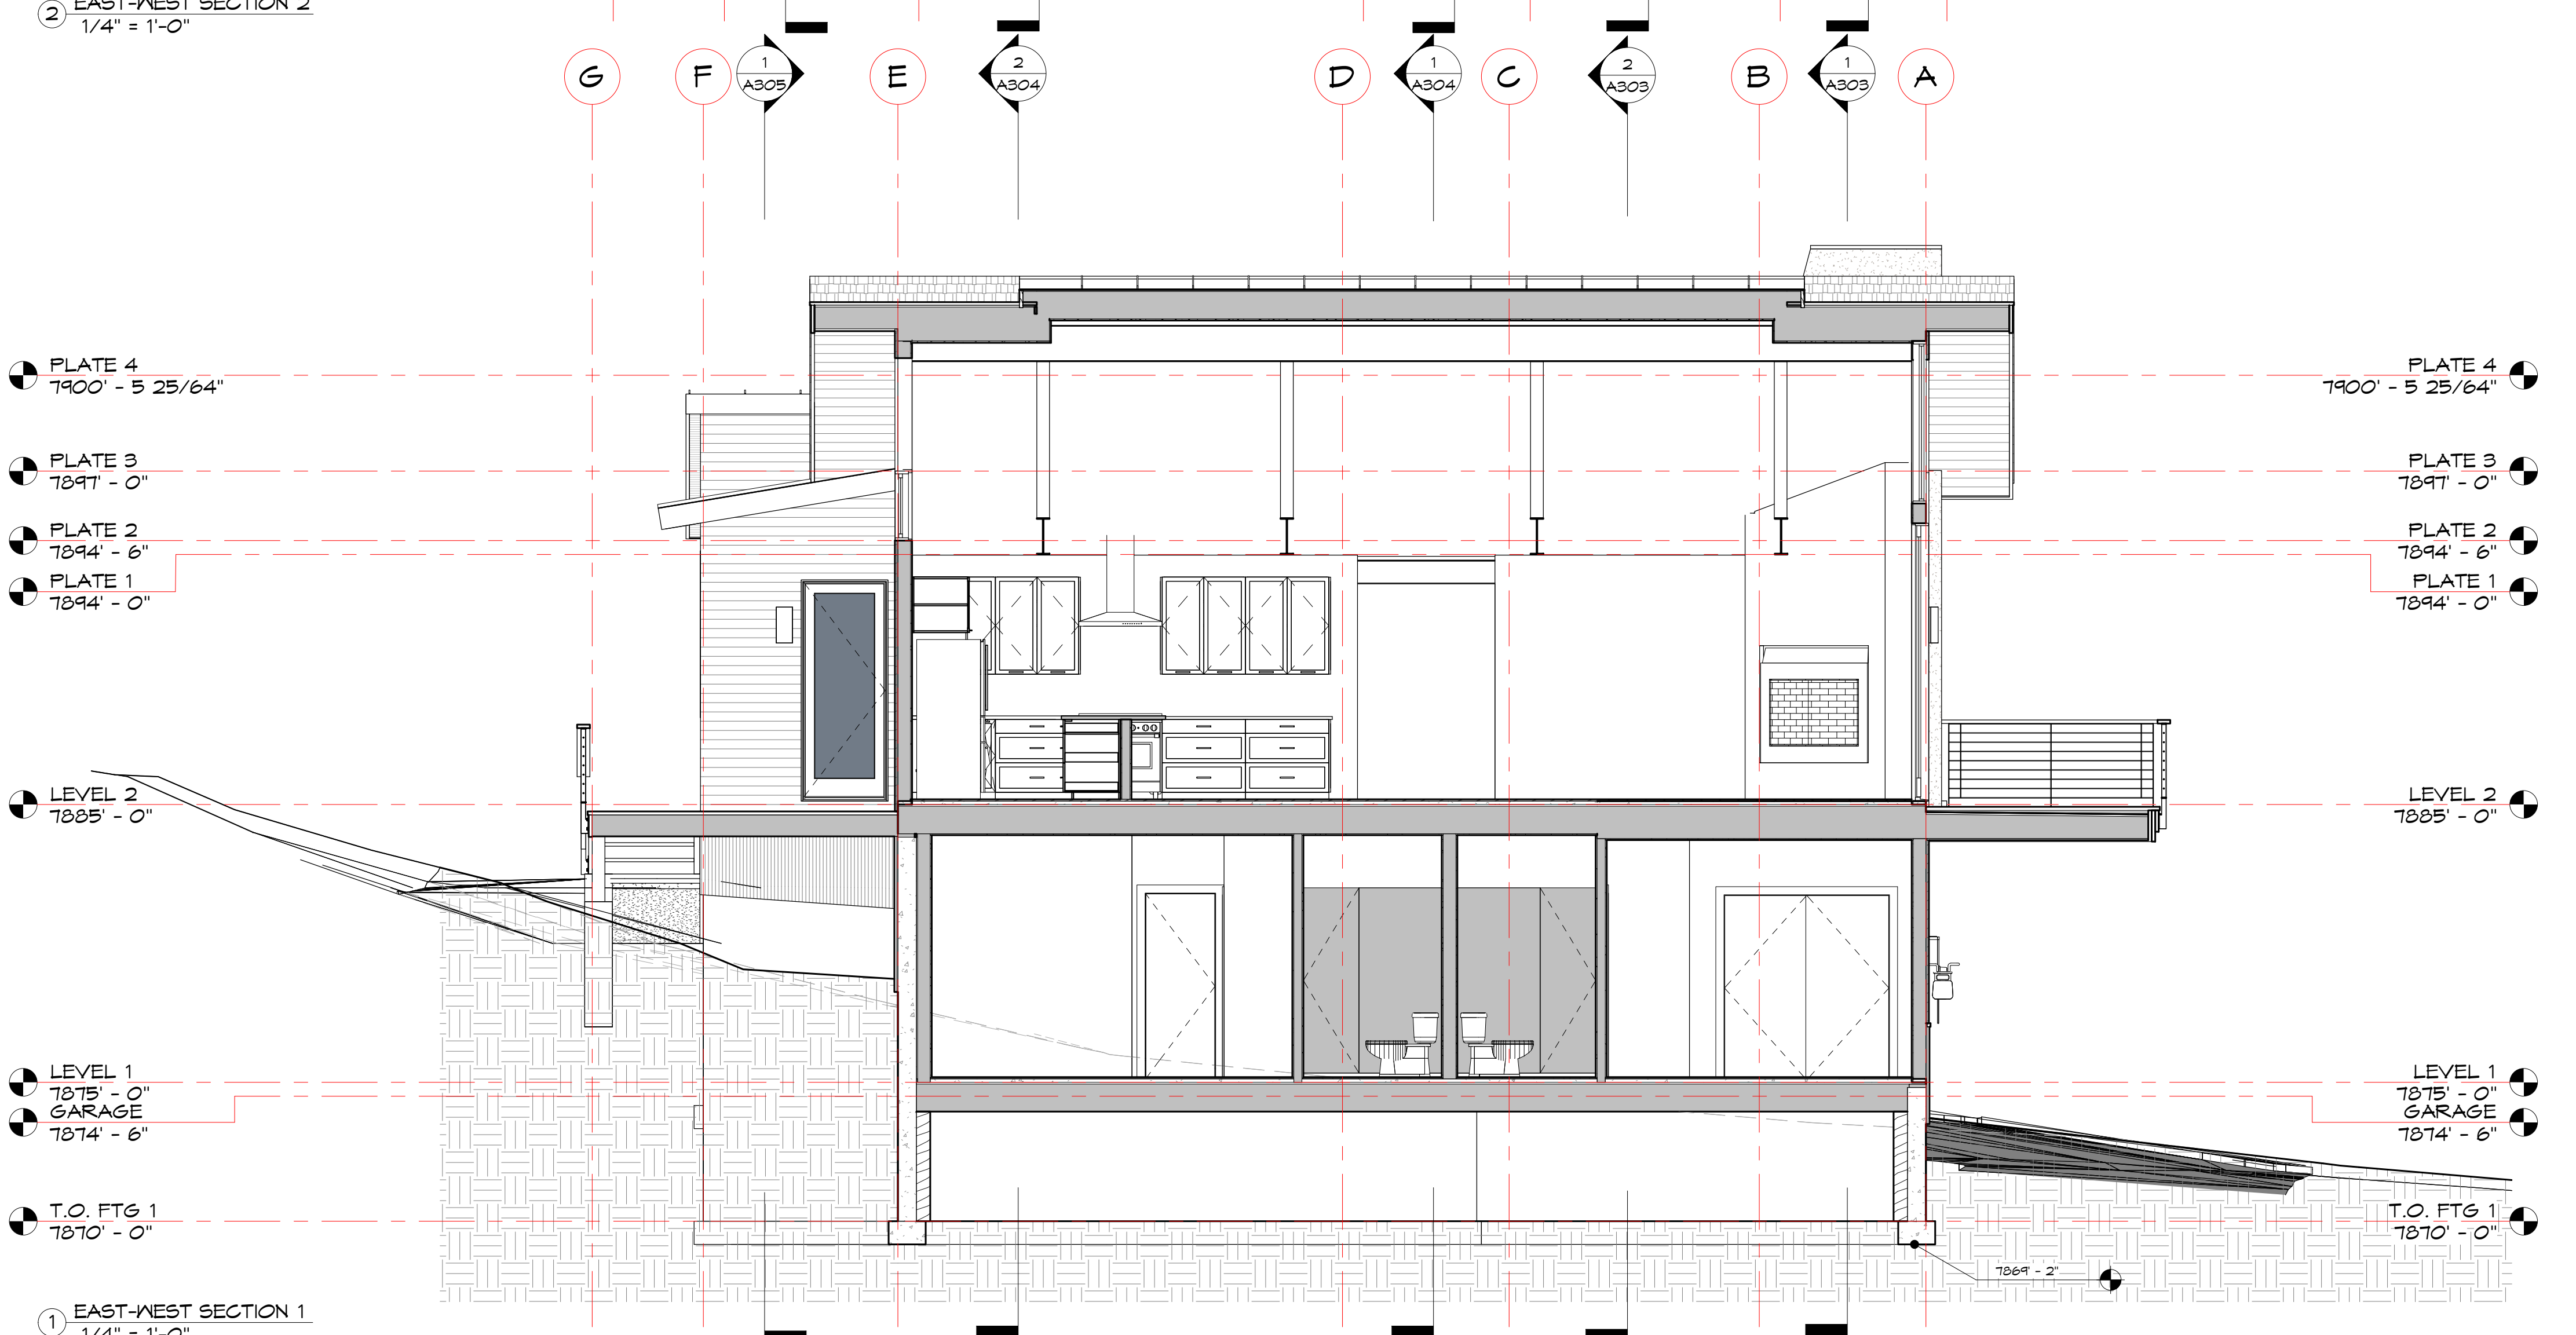 2 EAST-WEST SECTION 2
1/4" = 1'-0"
G F 1 A305 E 2 A304 D 1 A304 C 2 A303 B 1 A303 A
PLATE 4
7900' - 5 25/64"
PLATE 4
7900' - 5 25/64"
PLATE 3
7897' - 0"
PLATE 3
7897' - 0"
PLATE 2
7894' - 6"
PLATE 2
7894' - 6"
PLATE 1
7894' - 0"
PLATE 1
7894' - 0"
LEVEL 2
7885' - 0"
LEVEL 2
7885' - 0"
LEVEL 1
7875' - 0"
LEVEL 1
7875' - 0"
GARAGE
7874' - 6"
GARAGE
7874' - 6"
T.O. FTG 1
7870' - 0"
T.O. FTG 1
7870' - 0"
7869' - 2"
1 EAST-WEST SECTION 1
1/4" = 1'-0"